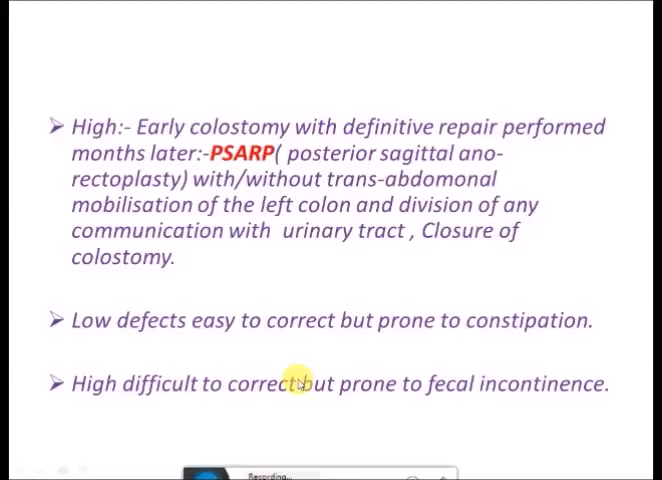 High:- Early colostomy with definitive repair performed
months later:-PSARP( posterior sagittal ano-
rectoplasty) with/without trans-abdomonal
mobilisation of the left colon and division of any
communication with urinary tract , Closure of
colostomy.
Low defects easy to correct but prone to constipation.
High difficult to correct but prone to fecal incontinence.
Recording...